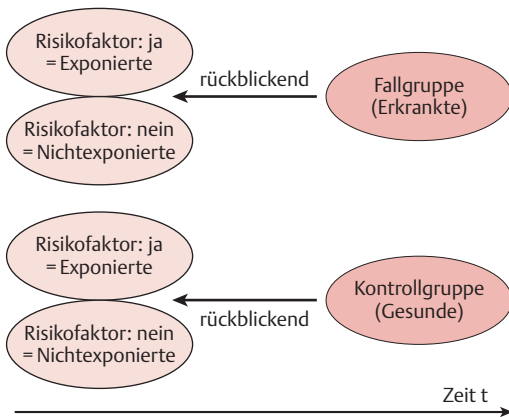 Risikofaktor: ja
= Exponierte
rückblickend
Fallgruppe
(Erkrankte)
Risikofaktor: nein
= Nichtexponierte
Risikofaktor: ja
= Exponierte
rückblickend
Kontrollgruppe
(Gesunde)
Risikofaktor: nein
= Nichtexponierte
Zeit t